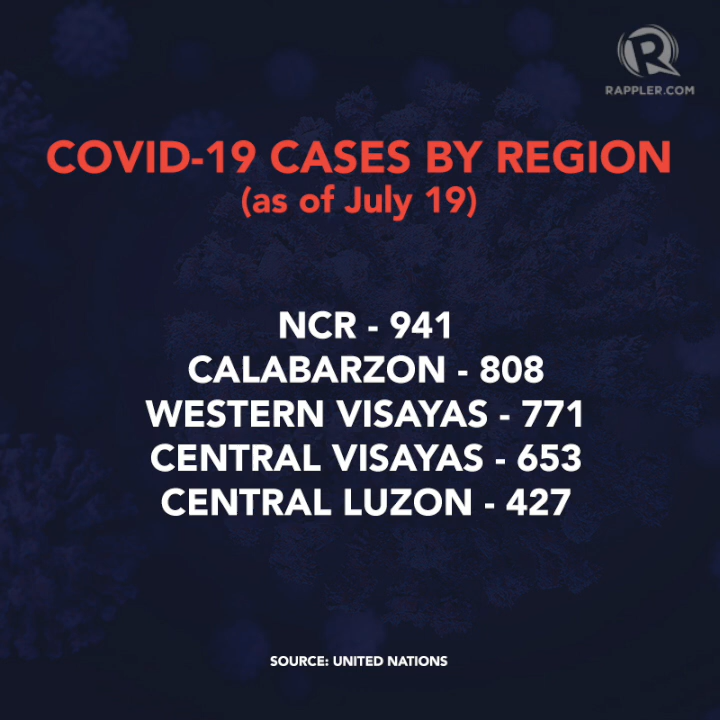 RAPPLER.COM
COVID-19 CASES BY REGION
(as of July 19)
NCR - 941
CALABARZON - 808
WESTERN VISAYAS - 771
CENTRAL VISAYAS - 653
CENTRAL LUZON - 427
SOURCE: UNITED NATIONS